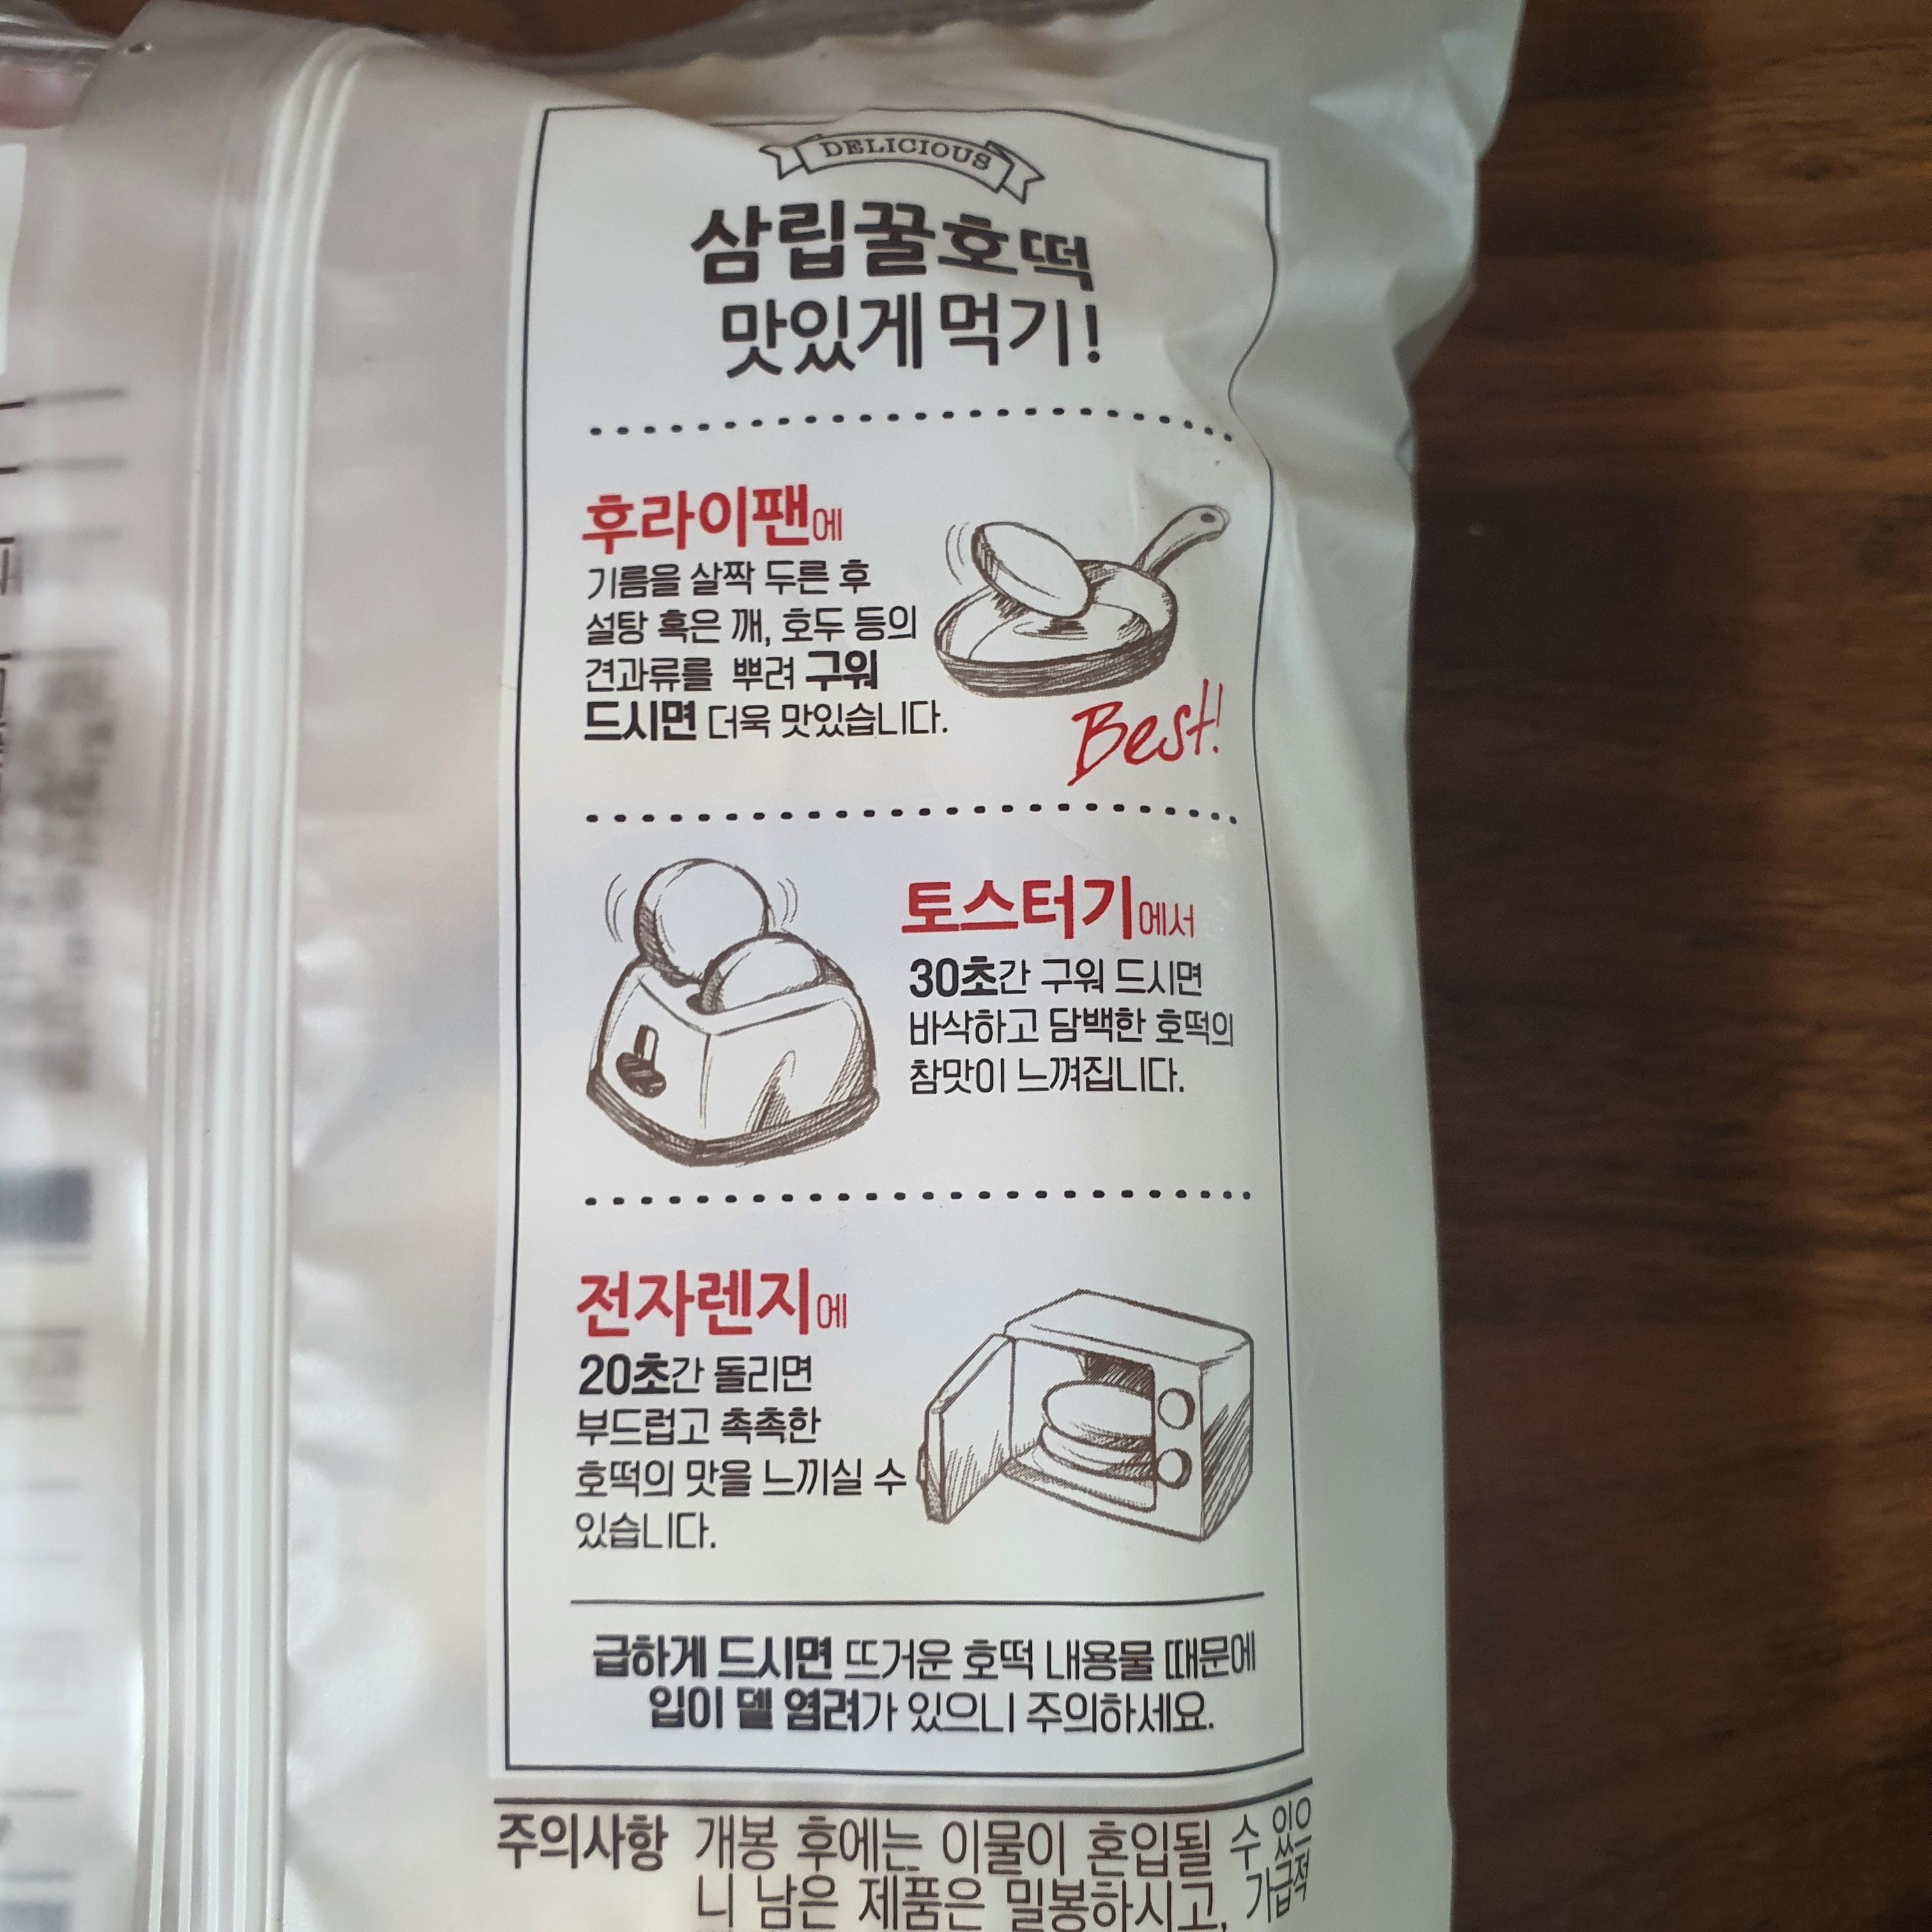 DELICIOUS
삼립꿀호떡
맛있게 먹기!
후라이팬에
기름을 살짝 두른 후
설탕 혹은 깨, 호두 등의
견과류를 뿌려 구워
드시면 더욱 맛있습니다.
Best!
토스터기에서
30초간 구워 드시면
바삭하고 담백한 호떡의
참맛이 느껴집니다.
전자렌지에
20초간 돌리면
부드럽고 촉촉한
호떡의 맛을 느끼실 수
있습니다.
급하게 드시면 뜨거운 호떡 내용물 때문에
입이 델 염려가 있으니 주의하세요.
주의사항 개봉 후에는 이물이 혼입될 수 있으
니 남은 제품은 밀봉하시고, 가급적